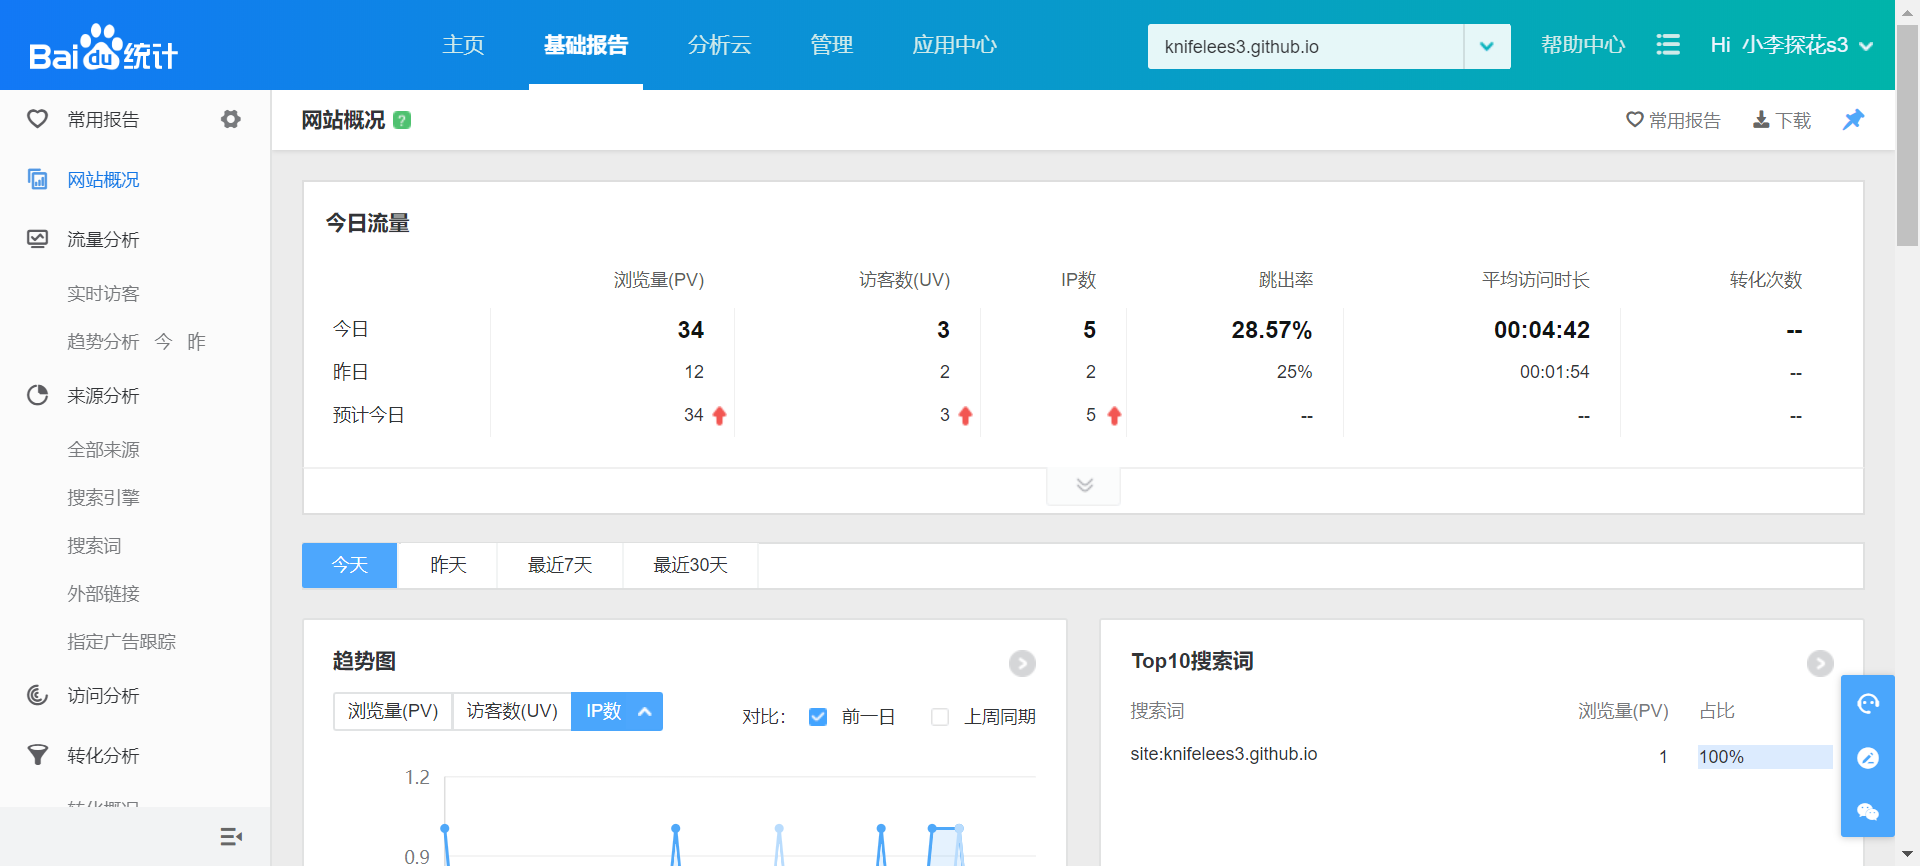 Baidu统计
主页 基础报告 分析云 管理 应用中心 knifelees3.github.io 帮助中心 Hi 小李探花s3
常用报告
网站概况
流量分析
实时访客
趋势分析 今 昨
来源分析
全部来源
搜索引擎
搜索词
外部链接
指定广告跟踪
访问分析
转化分析
转化概况
网站概况 ? 常用报告 下载
今日流量
浏览量(PV) 访客数(UV) IP数 跳出率 平均访问时长 转化次数
今日 34 3 5 28.57% 00:04:42 --
昨日 12 2 2 25% 00:01:54 --
预计今日 34 3 5 -- -- --
今天 昨天 最近7天 最近30天
趋势图
浏览量(PV) 访客数(UV) IP数 对比: 前一日 上周同期
1.2
0.9
Top10搜索词
搜索词 浏览量(PV) 占比
site:knifelees3.github.io 1 100%